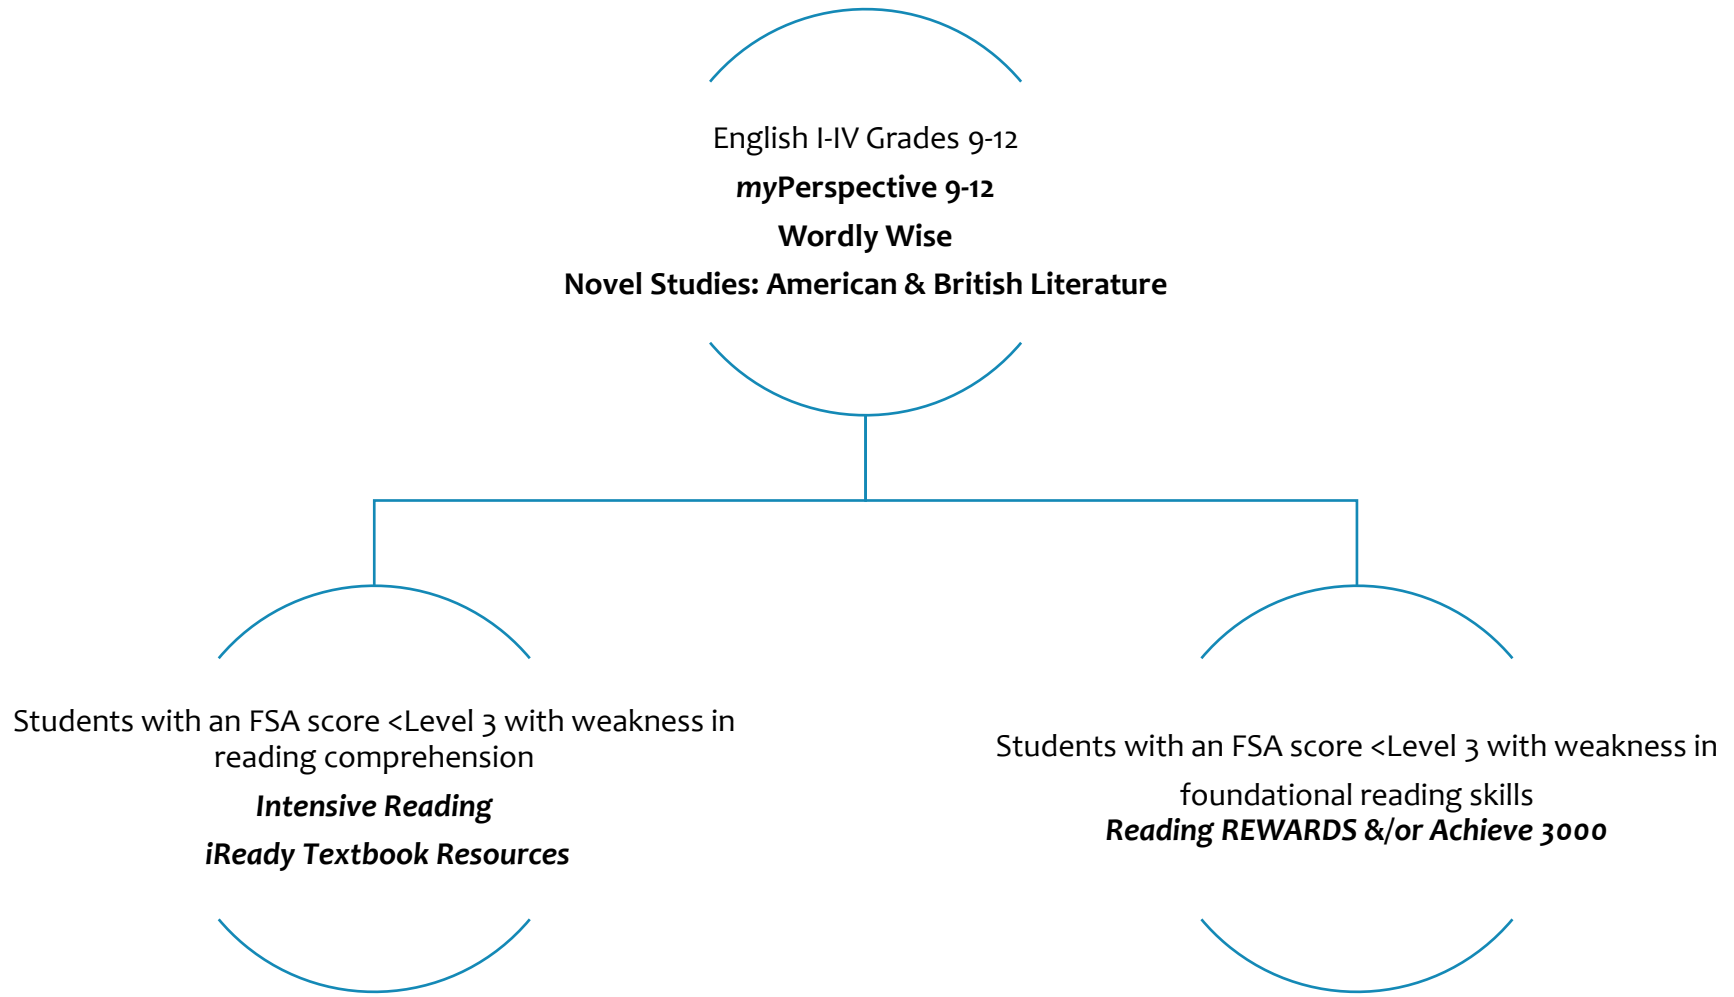 English I-IV Grades 9-12
myPerspective 9-12
Wordly Wise
Novel Studies: American & British Literature
Students with an FSA score <Level 3 with weakness in
reading comprehension
Intensive Reading
iReady Textbook Resources
Students with an FSA score <Level 3 with weakness in
foundational reading skills
Reading REWARDS &/or Achieve 3000